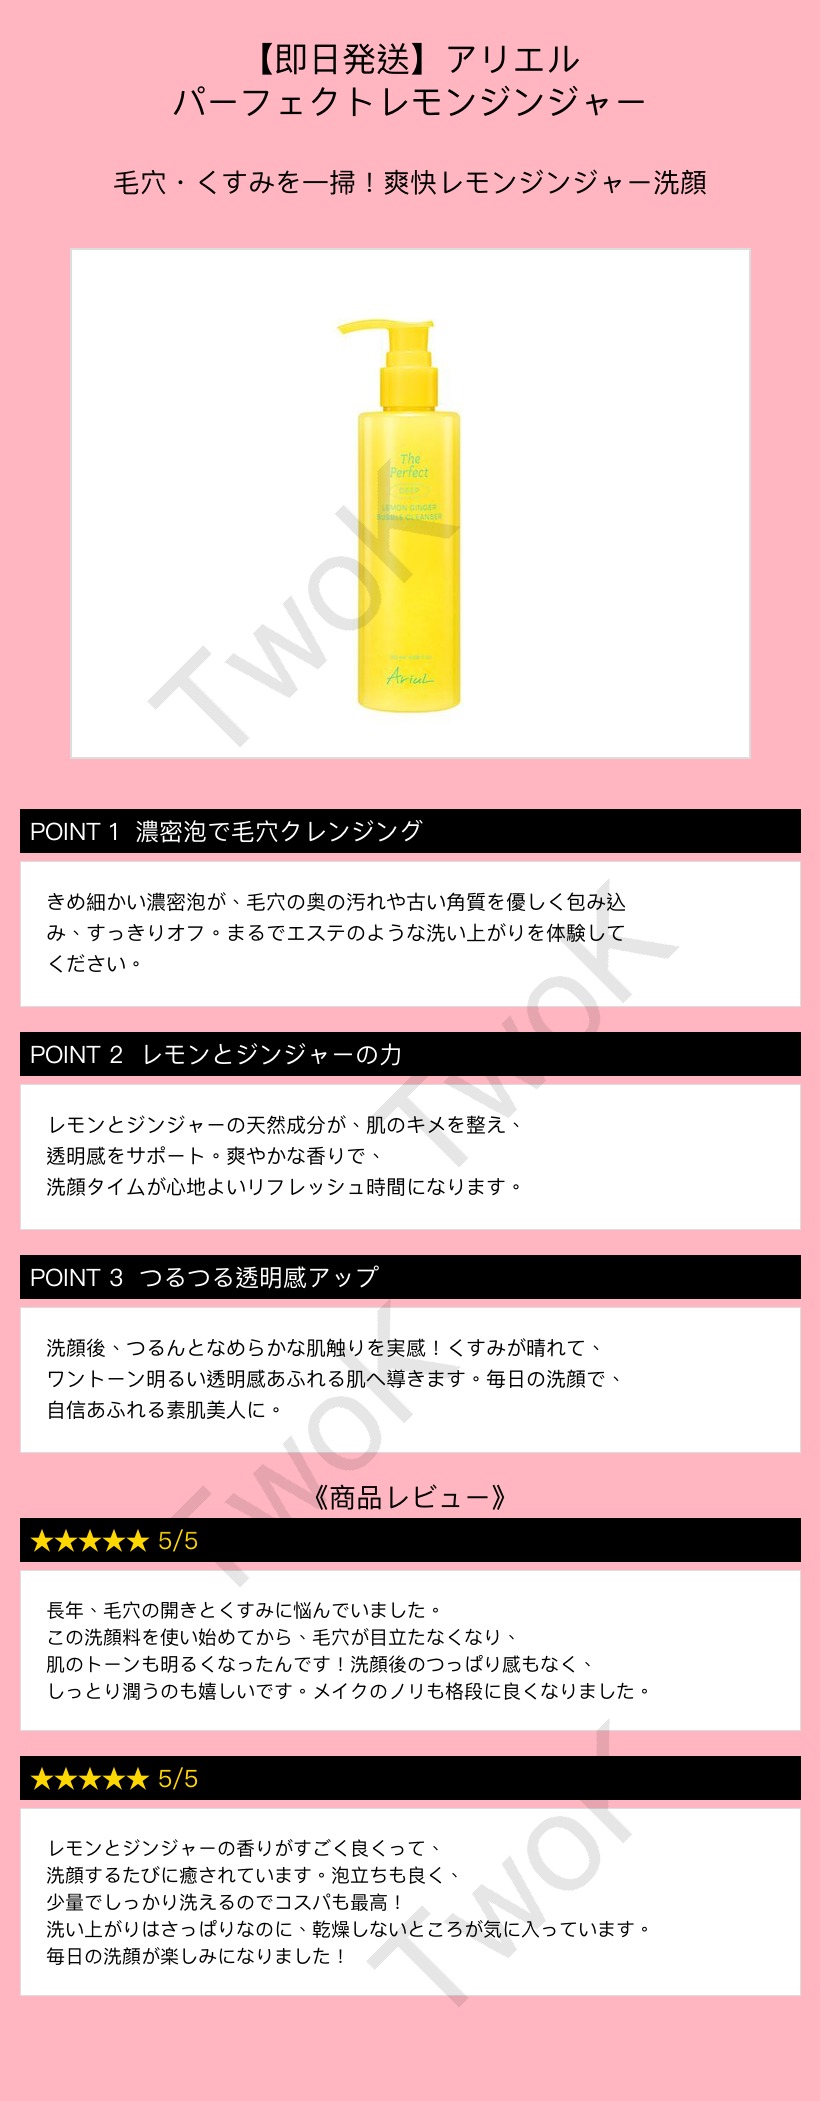 【即日発送】アリエル
パーフェクトレモンジンジャー
毛穴・くすみを一掃！爽快レモンジンジャー洗顔
The
Perfect
DEEP
LEMON GINGER
BUBBLE CLEANSER
Ariul
TwoK
POINT 1 濃密泡で毛穴クレンジング
きめ細かい濃密泡が、毛穴の奥の汚れや古い角質を優しく包み込
み、すっきりオフ。まるでエステのような洗い上がりを体験して
ください。
TwoK
POINT 2 レモンとジンジャーの力
レモンとジンジャーの天然成分が、肌のキメを整え、
透明感をサポート。爽やかな香りで、
洗顔タイムが心地よいリフレッシュ時間になります。
POINT 3 つるつる透明感アップ
洗顔後、つるんとなめらかな肌触りを実感！くすみが晴れて、
ワントーン明るい透明感あふれる肌へ導きます。毎日の洗顔で、
自信あふれる素肌美人に。
TwoK
《商品レビュー》
★★★★★ 5/5
長年、毛穴の開きとくすみに悩んでいました。
この洗顔料を使い始めてから、毛穴が目立たなくなり、
肌のトーンも明るくなったんです！洗顔後のつっぱり感もなく、
しっとり潤うのも嬉しいです。メイクのノリも格段に良くなりました。
★★★★★ 5/5
レモンとジンジャーの香りがすごく良くって、
洗顔するたびに癒されています。泡立ちも良く、
少量でしっかり洗えるのでコスパも最高！
洗い上がりはさっぱりなのに、乾燥しないところが気に入っています。
毎日の洗顔が楽しみになりました！
TwoK